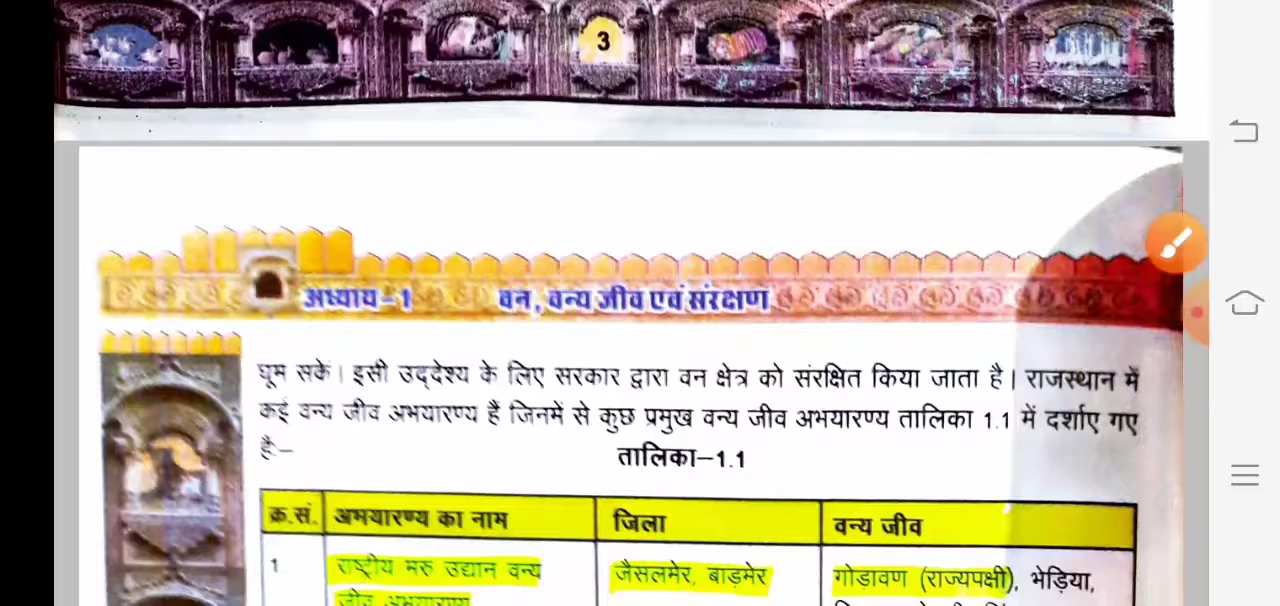 3
अध्याय-1 वन, वन्य जीव एवं संरक्षण
घूम सकें। इसी उद्देश्य के लिए सरकार द्वारा वन क्षेत्र को संरक्षित किया जाता है। राजस्थान में
कई वन्य जीव अभयारण्य हैं जिनमें से कुछ प्रमुख वन्य जीव अभयारण्य तालिका 1.1 में दर्शाए गए
हैं:-
तालिका-1.1
क्र.सं. अभयारण्य का नाम जिला वन्य जीव
1. राष्ट्रीय मरु उद्यान वन्य जैसलमेर, बाड़मेर गोड़ावण (राज्यपक्षी), भेड़िया,
जीव अभयारण्य